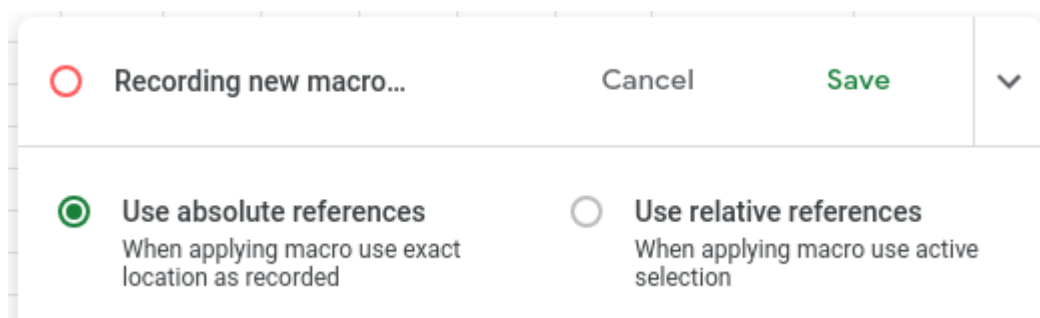 Recording new macro... Cancel Save
Use absolute references
When applying macro use exact
location as recorded
Use relative references
When applying macro use active
selection